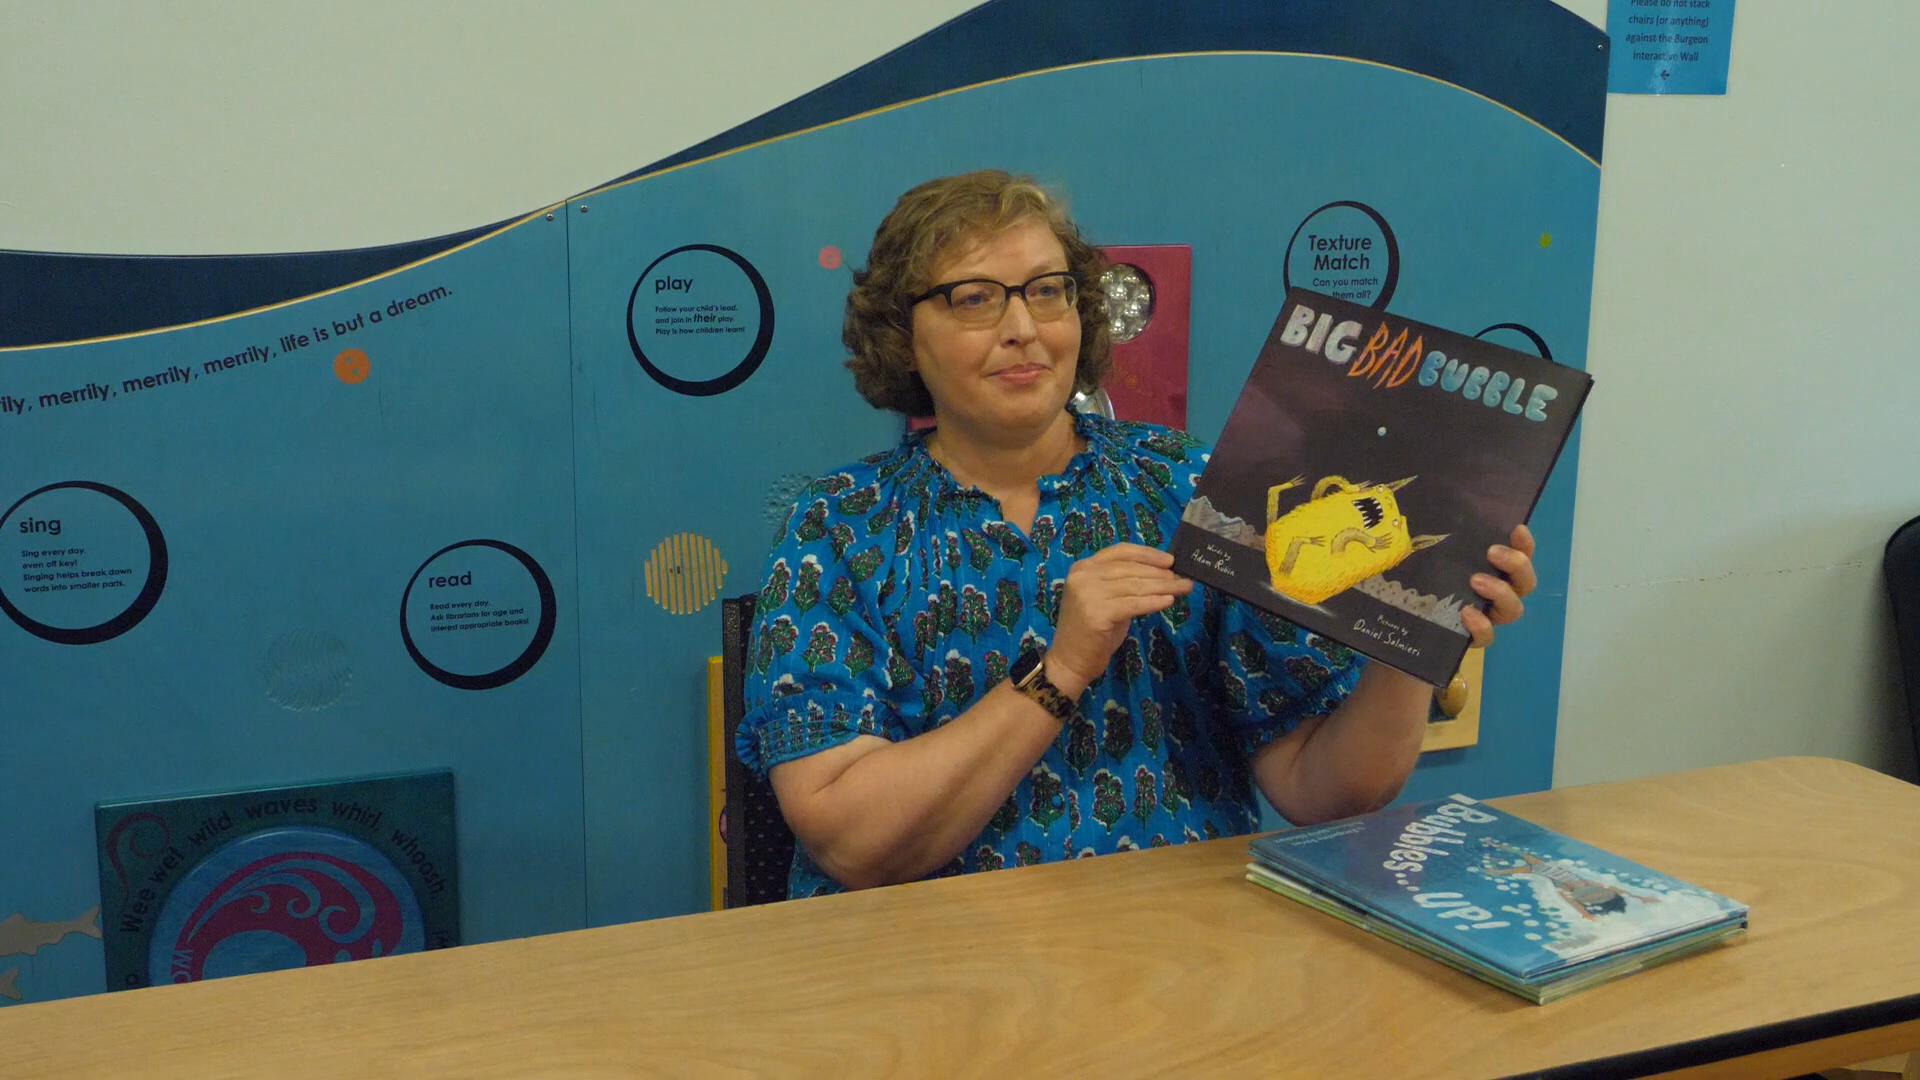 Please do not stack
chairs (or anything)
against the Burgeon
Interactive Wall
merrily, merrily, merrily, life is but a dream.
play
Follow your child's lead,
and join in their play.
Play is how children learn!
Texture
Match
Can you match
them all?
sing
Sing every day,
even off key!
Singing helps break down
words into smaller parts.
read
Read every day.
Ask librarians for age and
interest appropriate books!
BIG BAD BUBBLE
Words by
Adam Rubin
Pictures by
Daniel Salmieri
Wee wet wild waves whirl, whoosh,
Bubbles...
UP!